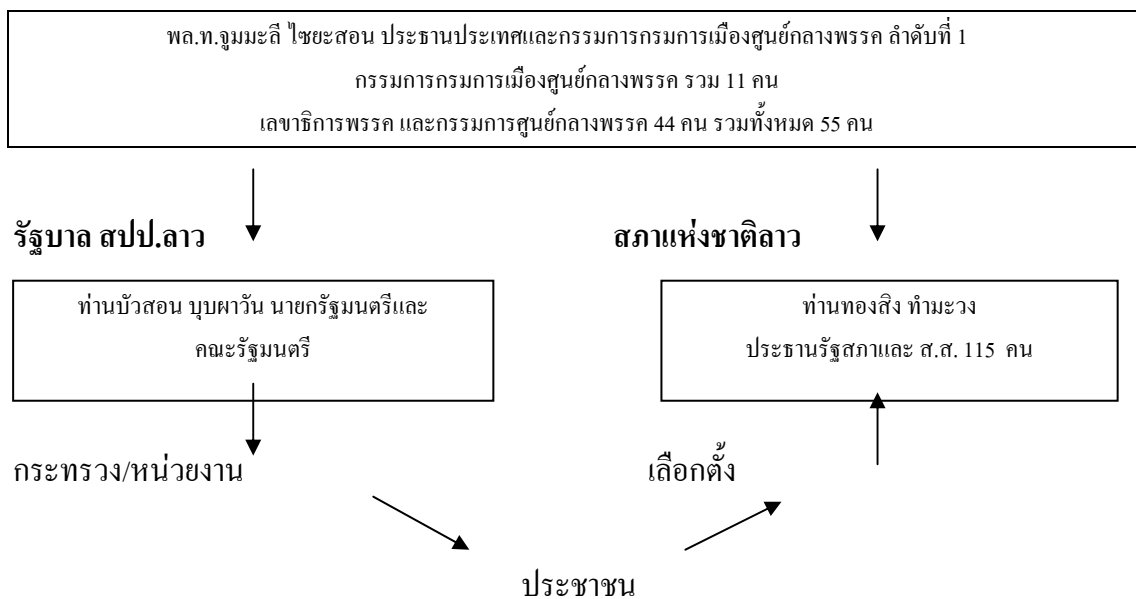 พล.ท.จูมมะลี ไซยะสอน ประธานประเทศและกรรมการกรมการเมืองศูนย์กลางพรรค ลำดับที่ 1
กรรมการกรมการเมืองศูนย์กลางพรรค รวม 11 คน
เลขาธิการพรรค และกรรมการศูนย์กลางพรรค 44 คน รวมทั้งหมด 55 คน
รัฐบาล สปป.ลาว
สภาแห่งชาติลาว
ท่านบัวสอน บุบผาวัน นายกรัฐมนตรีและ
คณะรัฐมนตรี
ท่านทองสิง ทำมะวง
ประธานรัฐสภาและ ส.ส. 115 คน
กระทรวง/หน่วยงาน
เลือกตั้ง
ประชาชน